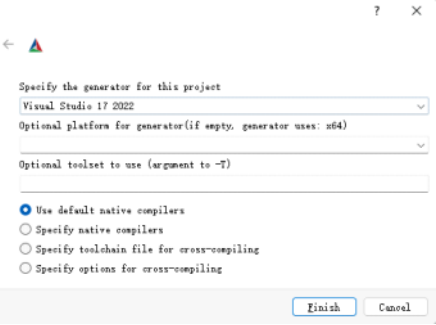 ?
Specify the generator for this project
Visual Studio 17 2022
Optional platform for generator(if empty, generator uses: x64)
Optional toolset to use (argument to -T)
Use default native compilers
Specify native compilers
Specify toolchain file for cross-compiling
Specify options for cross-compiling
Finish Cancel